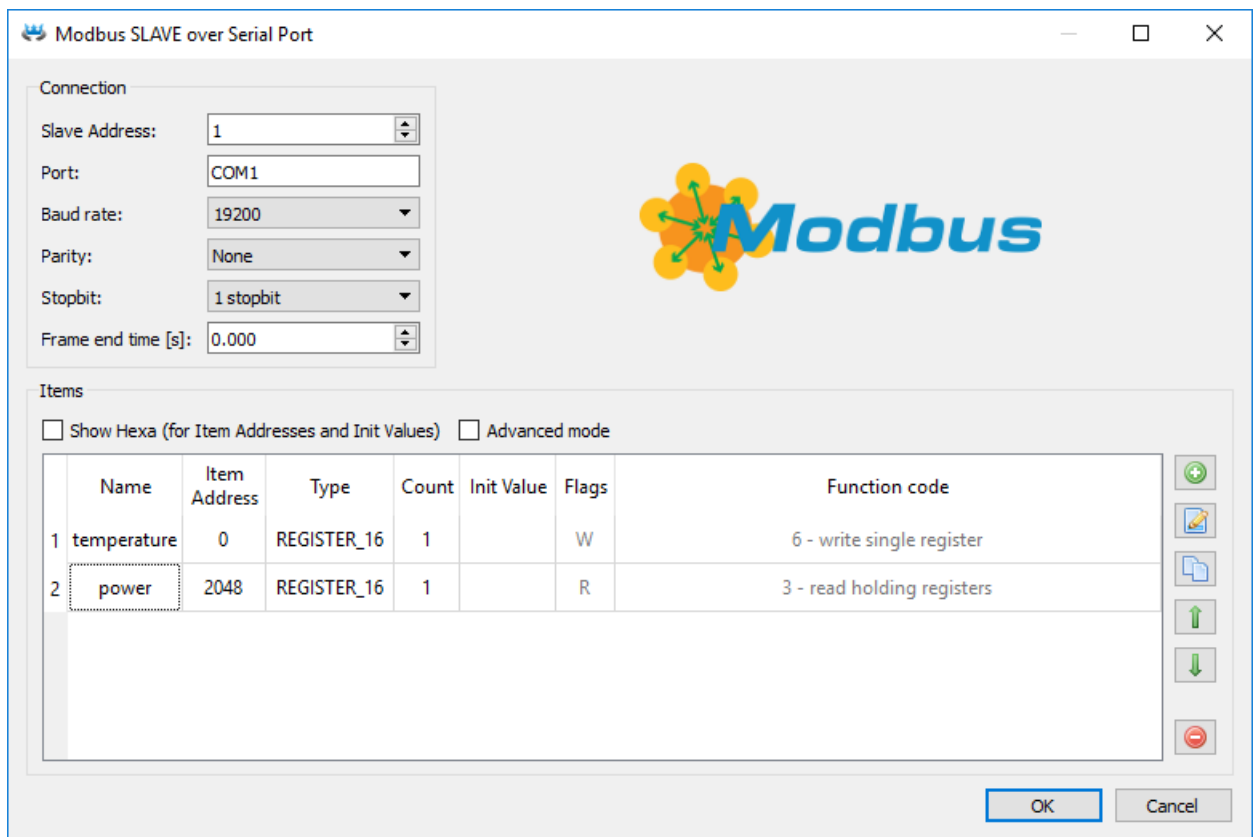 Modbus SLAVE over Serial Port
Connection
Slave Address: 1
Port: COM1
Baud rate: 19200
Parity: None
Stopbit: 1 stopbit
Frame end time [s]: 0.000
Modbus
Items
Show Hexa (for Item Addresses and Init Values) Advanced mode
Name Item Address Type Count Init Value Flags Function code
1 temperature 0 REGISTER_16 1 W 6 - write single register
2 power 2048 REGISTER_16 1 R 3 - read holding registers
OK Cancel